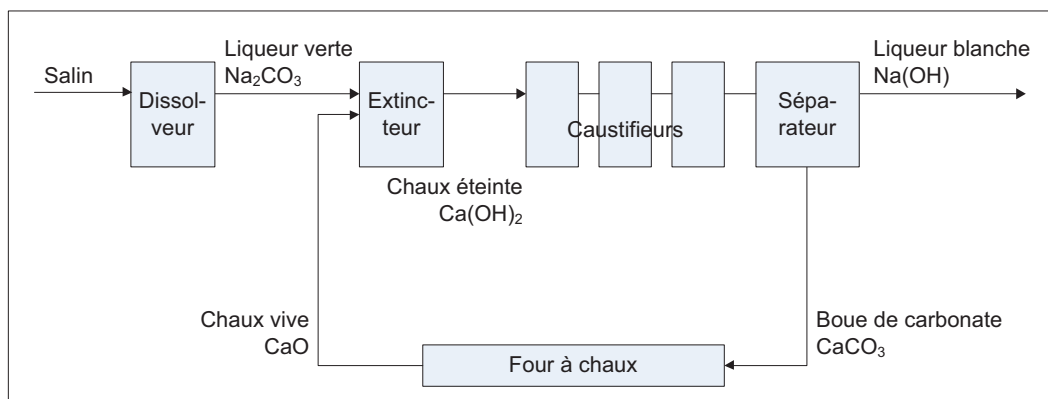 Salin
Dissol-
veur
Liqueur verte
Na₂CO₃
Extinc-
teur
Chaux éteinte
Ca(OH)₂
Caustifieurs
Sépa-
rateur
Liqueur blanche
Na(OH)
Chaux vive
CaO
Four à chaux
Boue de carbonate
CaCO₃